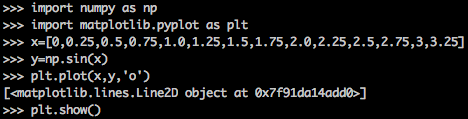 >>> import numpy as np
>>> import matplotlib.pyplot as plt
>>> x=[0,0.25,0.5,0.75,1.0,1.25,1.5,1.75,2.0,2.25,2.5,2.75,3,3.25]
>>> y=np.sin(x)
>>> plt.plot(x,y,'o')
[<matplotlib.lines.Line2D object at 0x7f91da14add0>]
>>> plt.show()